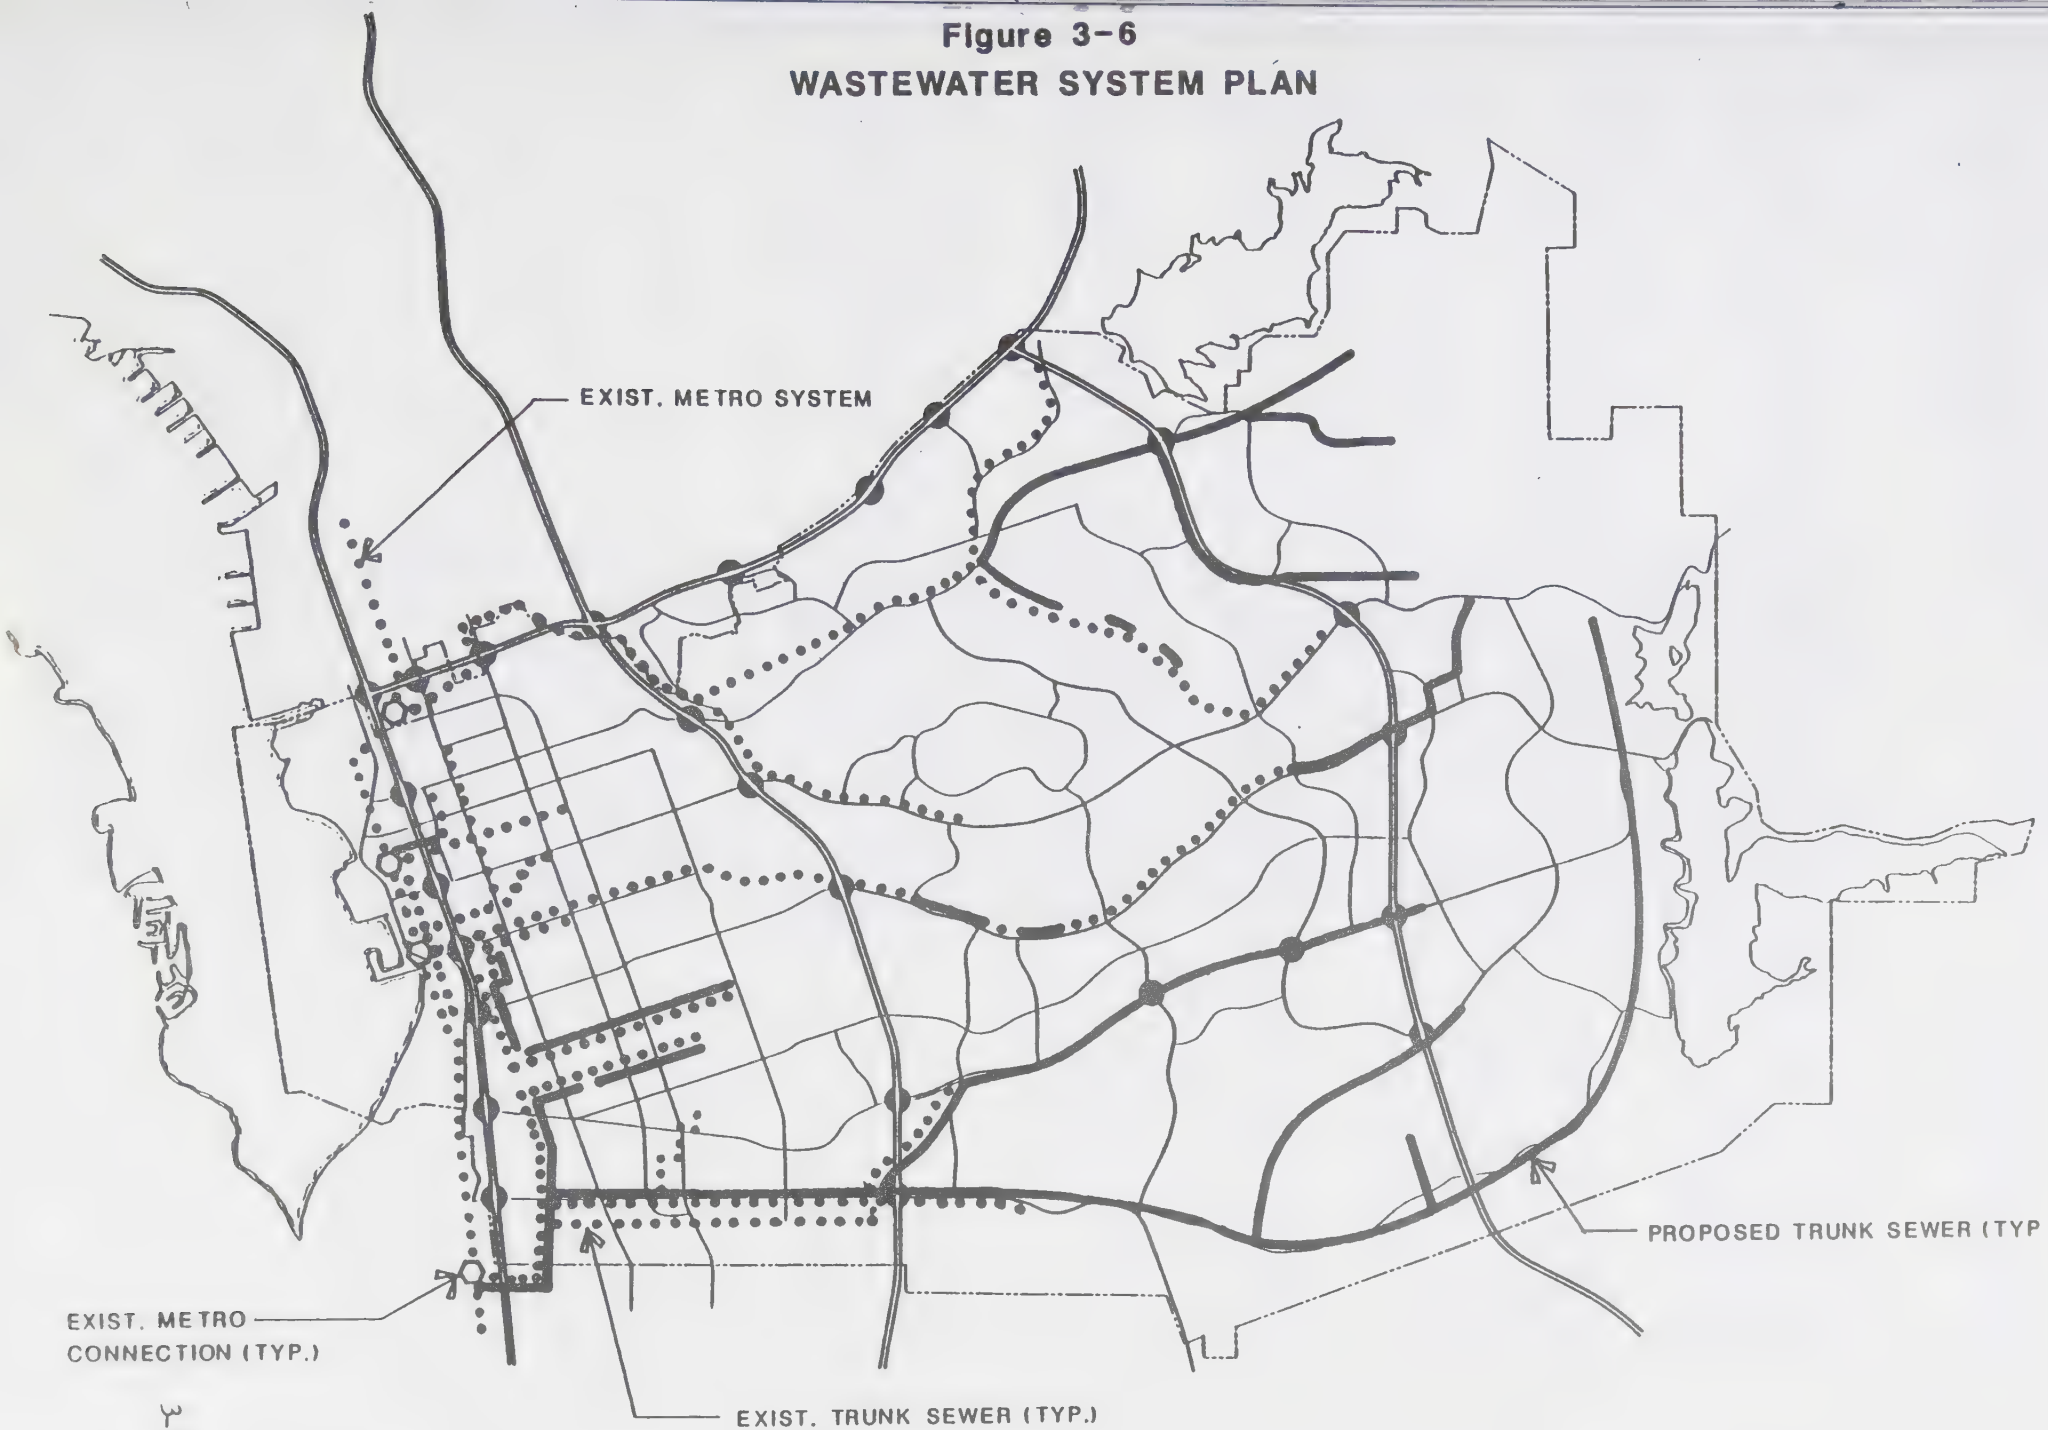 Figure 3-6
WASTEWATER SYSTEM PLAN
EXIST. METRO SYSTEM
PROPOSED TRUNK SEWER (TYP
EXIST. METRO
CONNECTION (TYP.)
EXIST. TRUNK SEWER (TYP.)